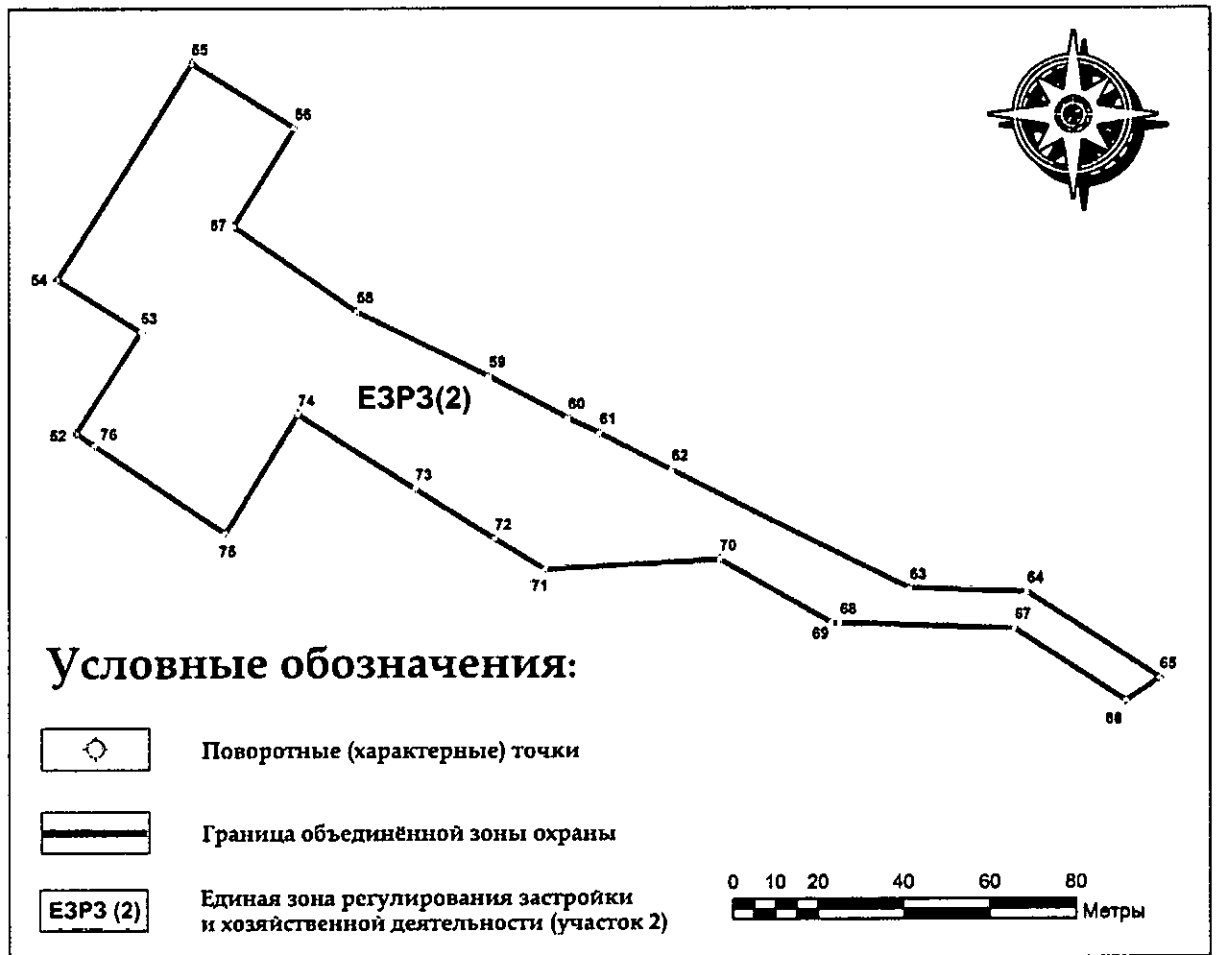 55
56
57
54
58
53
59
ЕЗРЗ(2)
74
60
61
52
76
62
73
72
75
70
71
63
64
68
67
69
65
66
Условные обозначения:
Поворотные (характерные) точки
Граница объединённой зоны охраны
ЕЗРЗ (2)
Единая зона регулирования застройки
и хозяйственной деятельности (участок 2)
0 10 20 40 60 80
Метры